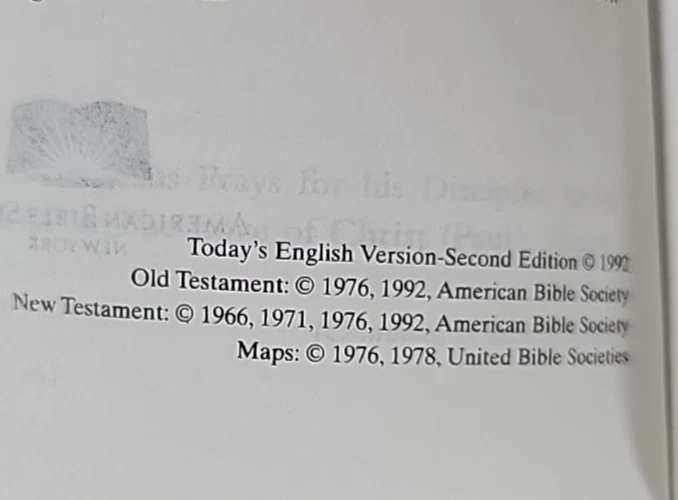 Today's English Version-Second Edition © 1992
Old Testament: © 1976, 1992, American Bible Society
New Testament: © 1966, 1971, 1976, 1992, American Bible Society
Maps: © 1976, 1978, United Bible Societies